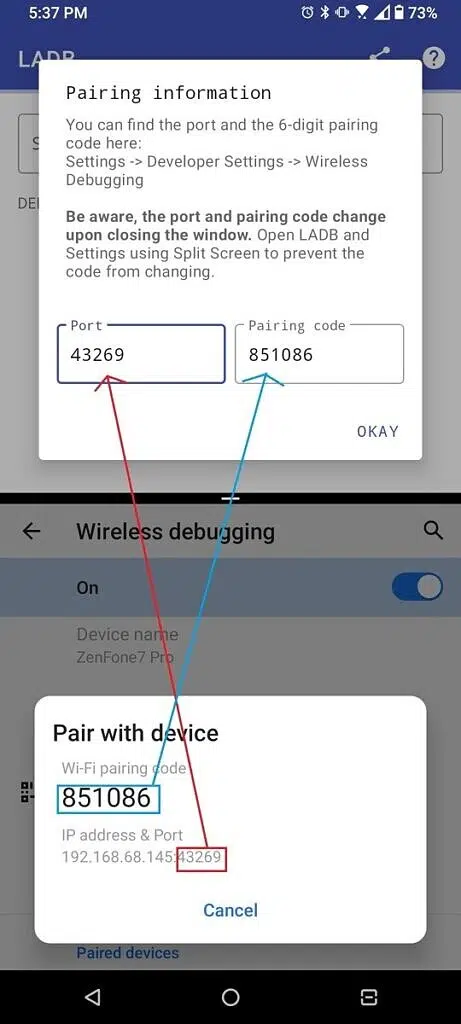 5:37 PM
73%
LADB
Pairing information
You can find the port and the 6-digit pairing
code here:
Settings -> Developer Settings -> Wireless
Debugging
Be aware, the port and pairing code change
upon closing the window. Open LADB and
Settings using Split Screen to prevent the
code from changing.
Port
Pairing code
43269
851086
OKAY
Wireless debugging
On
Device name
ZenFone7 Pro
Pair with device
Wi-Fi pairing code
851086
IP address & Port
192.168.68.145:43269
Cancel
Paired devices